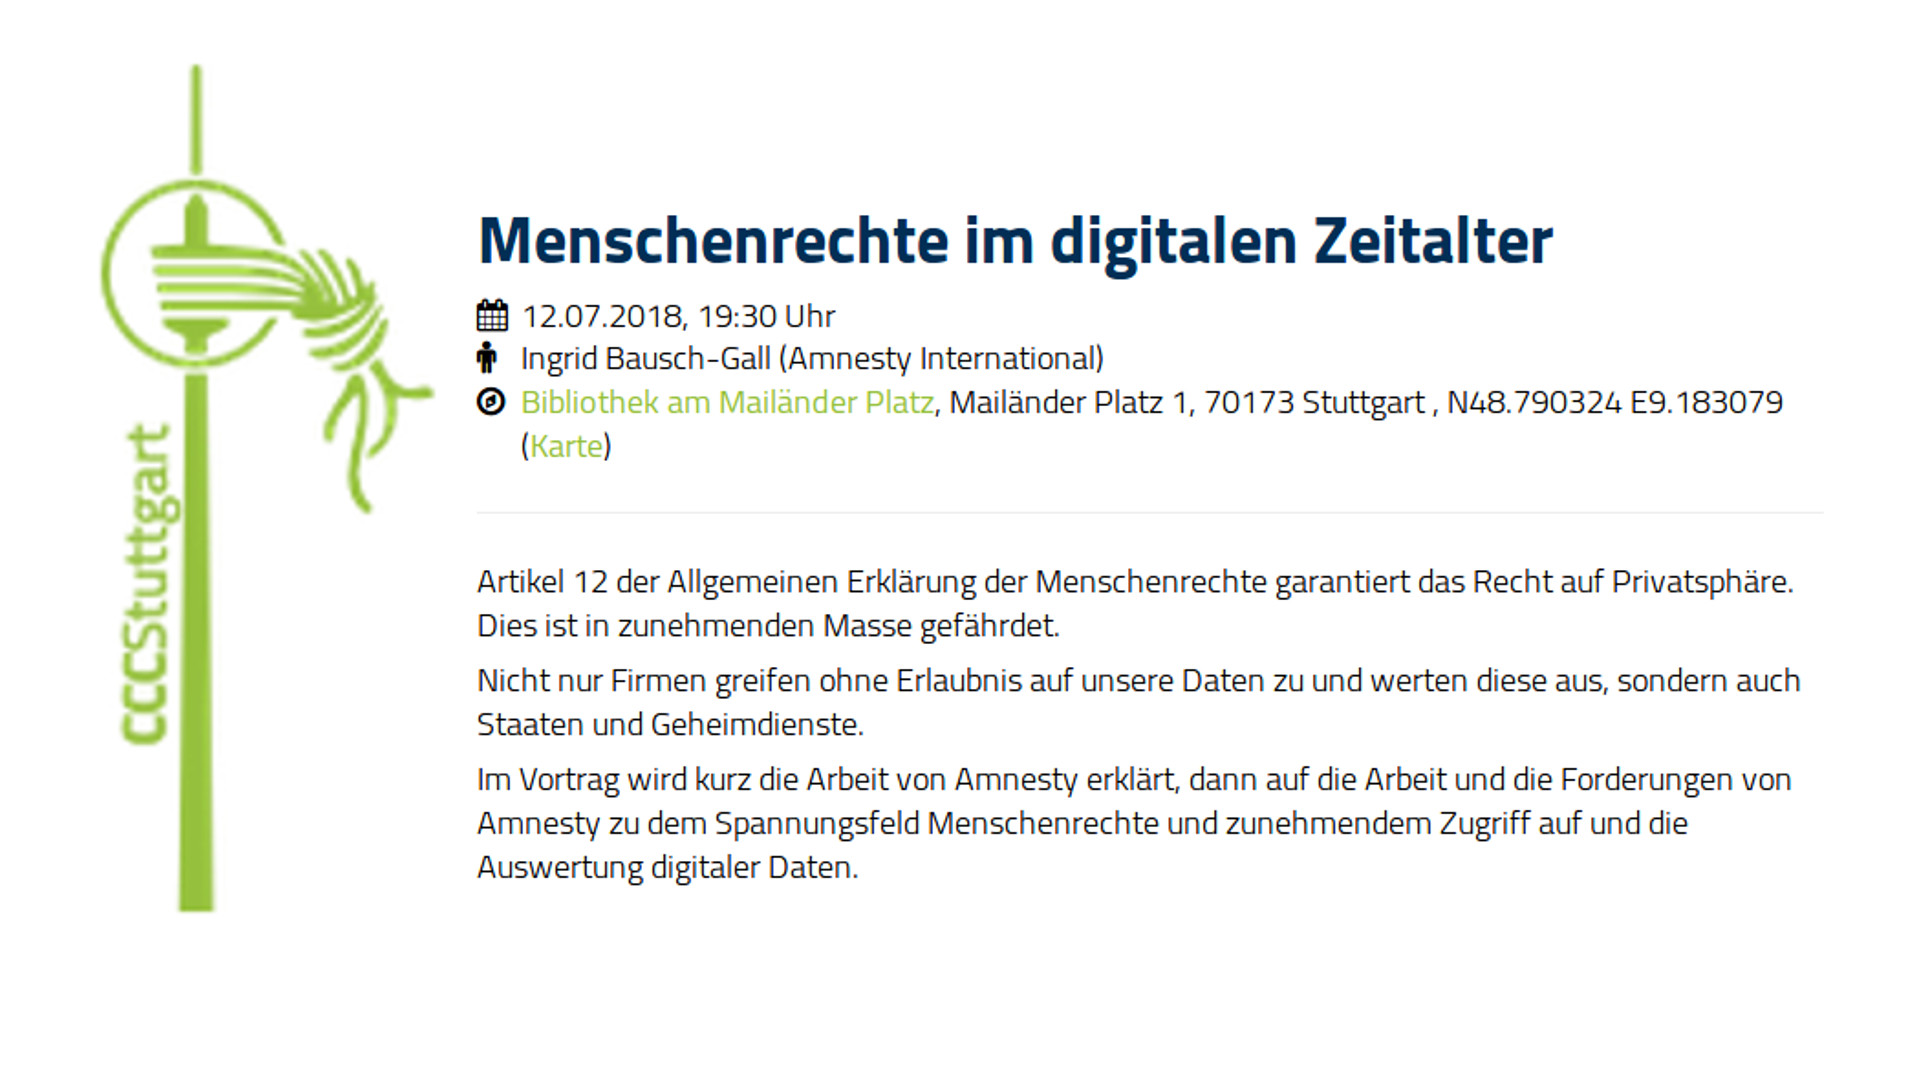 CCCStuttgart
Menschenrechte im digitalen Zeitalter
12.07.2018, 19:30 Uhr
Ingrid Bausch-Gall (Amnesty International)
Bibliothek am Mailänder Platz, Mailänder Platz 1, 70173 Stuttgart , N48.790324 E9.183079
(Karte)
Artikel 12 der Allgemeinen Erklärung der Menschenrechte garantiert das Recht auf Privatsphäre.
Dies ist in zunehmenden Masse gefährdet.
Nicht nur Firmen greifen ohne Erlaubnis auf unsere Daten zu und werten diese aus, sondern auch
Staaten und Geheimdienste.
Im Vortrag wird kurz die Arbeit von Amnesty erklärt, dann auf die Arbeit und die Forderungen von
Amnesty zu dem Spannungsfeld Menschenrechte und zunehmendem Zugriff auf und die
Auswertung digitaler Daten.